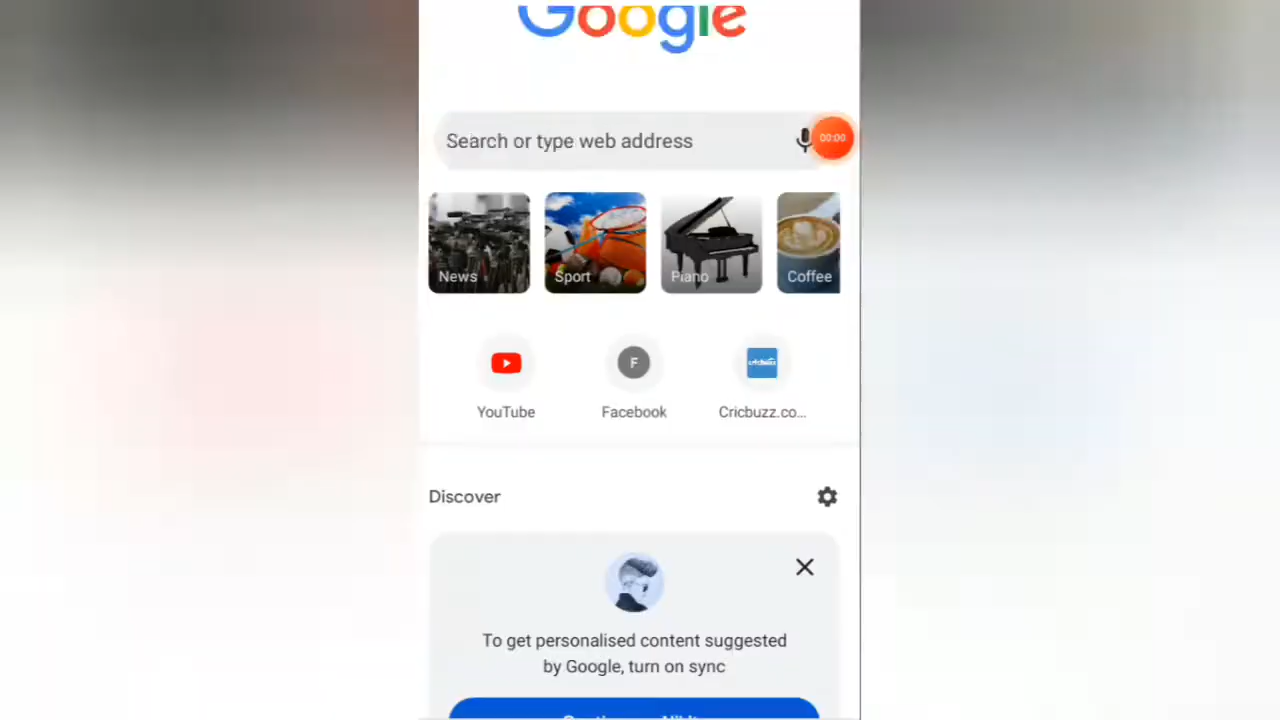 Google
Search or type web address
00:00
News
Sport
Piano
Coffee
F
cricbuzz
YouTube
Facebook
Cricbuzz.co...
Discover
To get personalised content suggested
by Google, turn on sync